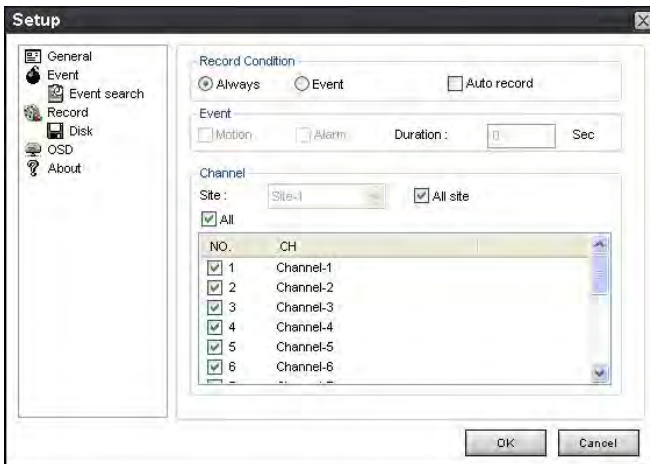 Setup
General
Event
Event search
Record
Disk
OSD
About
Record Condition
Always Event Auto record
Event
Motion Alarm Duration : 0 Sec
Channel
Site : Site-1 All site
All
NO. CH
1 Channel-1
2 Channel-2
3 Channel-3
4 Channel-4
5 Channel-5
6 Channel-6
OK Cancel